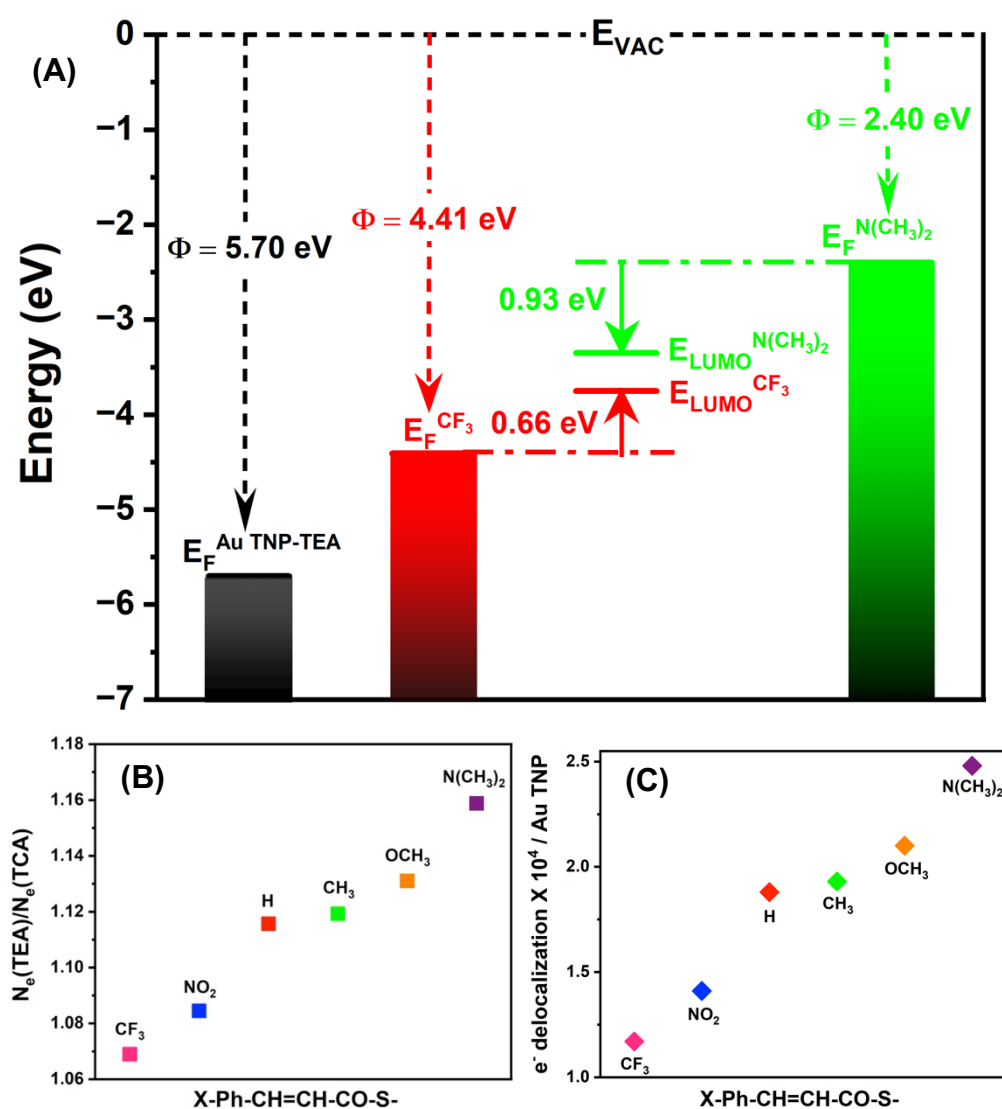 (A)
0
E_VAC
−1
Φ = 2.40 eV
−2
Φ = 4.41 eV
E_F^N(CH₃)₂
Φ = 5.70 eV
0.93 eV
−3
E_LUMO^N(CH₃)₂
E_LUMO^CF₃
−4
E_F^CF₃
0.66 eV
−5
E_F^Au TNP-TEA
−6
−7
Energy (eV)
(B)
1.18
1.16
1.14
1.12
1.10
1.08
1.06
N_e(TEA)/N_e(TCA)
CF₃
NO₂
H
CH₃
OCH₃
N(CH₃)₂
X-Ph-CH=CH-CO-S-
(C)
2.5
2.0
1.5
1.0
e⁻ delocalization X 10⁴ / Au TNP
CF₃
NO₂
H
CH₃
OCH₃
N(CH₃)₂
X-Ph-CH=CH-CO-S-